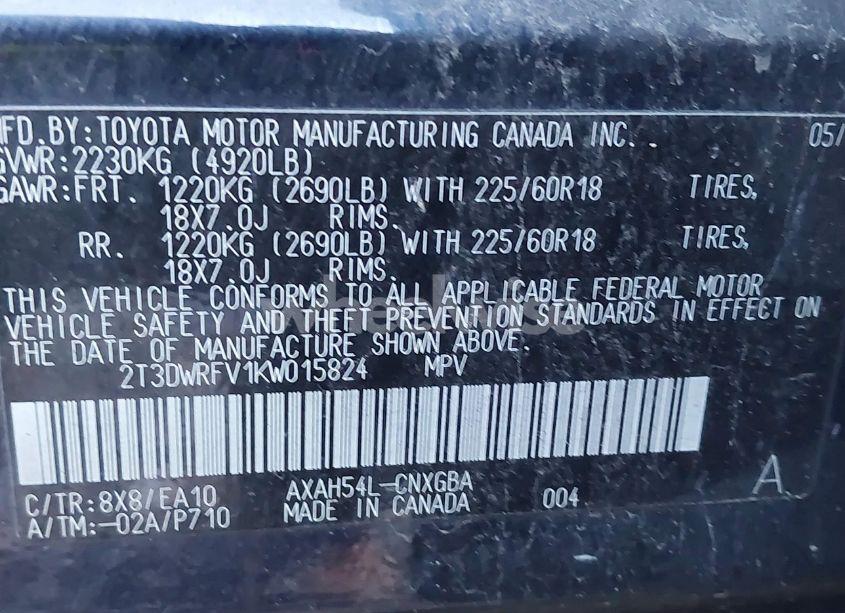 MFD. BY: TOYOTA MOTOR MANUFACTURING CANADA INC. . 05/
GVWR: 2230KG (4920LB)
GAWR: FRT. 1220KG (2690LB) WITH 225/60R18 TIRES,
18X7.0J RIMS.
RR. 1220KG (2690LB) WITH 225/60R18 TIRES,
18X7.0J RIMS.
THIS VEHICLE CONFORMS TO ALL APPLICABLE FEDERAL MOTOR
VEHICLE SAFETY AND THEFT PREVENTION STANDARDS IN EFFECT ON
THE DATE OF MANUFACTURE SHOWN ABOVE.
2T3DWRFV1KW015824 MPV
C/TR: 8X8/EA10 AXAH54L-CNXGBA 004 A
A/TM: -02A/P710 MADE IN CANADA